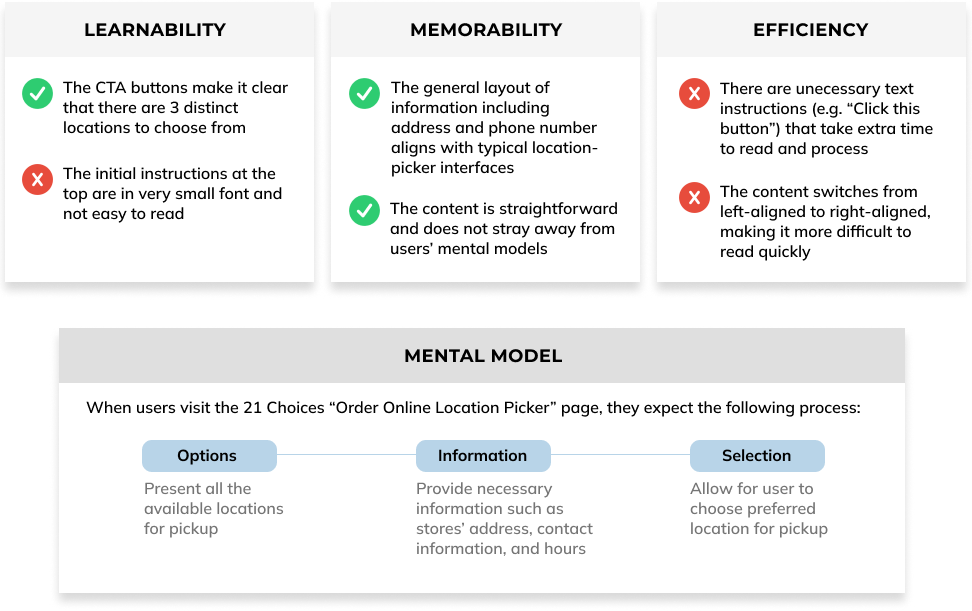 LEARNABILITY
The CTA buttons make it clear
that there are 3 distinct
locations to choose from
The initial instructions at the
top are in very small font and
not easy to read
MEMORABILITY
The general layout of
information including
address and phone number
aligns with typical location-
picker interfaces
The content is straightforward
and does not stray away from
users’ mental models
EFFICIENCY
There are unecessary text
instructions (e.g. “Click this
button”) that take extra time
to read and process
The content switches from
left-aligned to right-aligned,
making it more difficult to
read quickly
MENTAL MODEL
When users visit the 21 Choices “Order Online Location Picker” page, they expect the following process:
Options
Present all the
available locations
for pickup
Information
Provide necessary
information such as
stores’ address, contact
information, and hours
Selection
Allow for user to
choose preferred
location for pickup